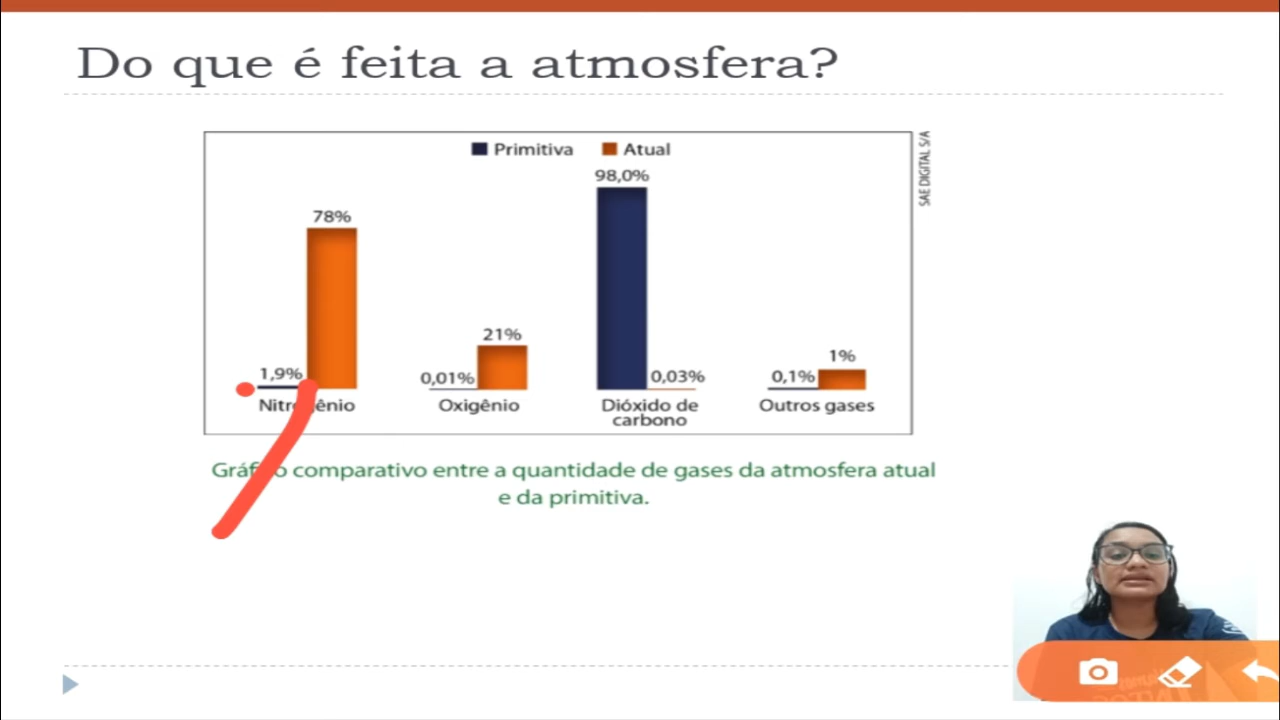 Do que é feita a atmosfera?
Primitiva Atual
98,0%
78%
21%
1%
1,9%
0,01%
0,03%
0,1%
Nitrogênio
Oxigênio
Dióxido de
carbono
Outros gases
SAE DIGITAL S/A
Gráfico comparativo entre a quantidade de gases da atmosfera atual
e da primitiva.